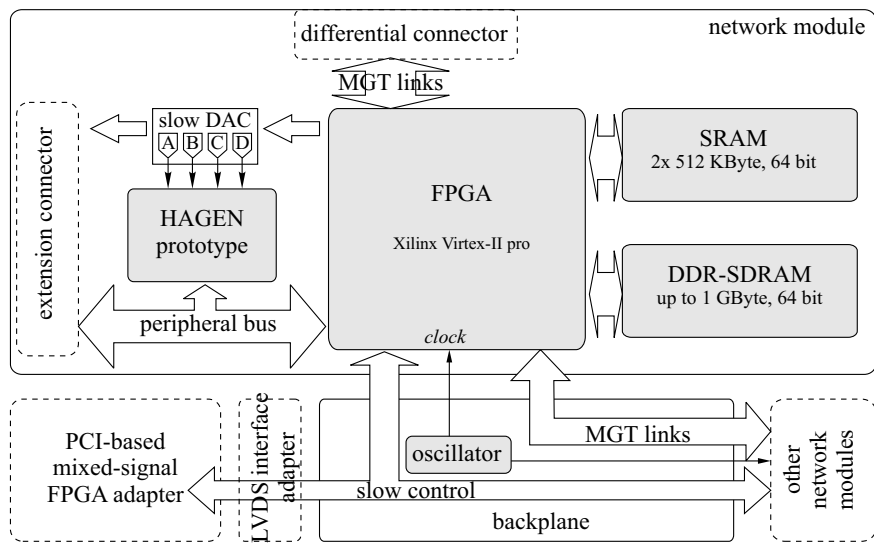 differential connector
network module
MGT links
slow DAC
A B C D
SRAM
2x 512 KByte, 64 bit
FPGA
Xilinx Virtex-II pro
HAGEN
prototype
extension connector
DDR-SDRAM
up to 1 GByte, 64 bit
peripheral bus
clock
PCI-based
mixed-signal
FPGA adapter
LVDS interface
adapter
oscillator
MGT links
slow control
backplane
other
network
modules